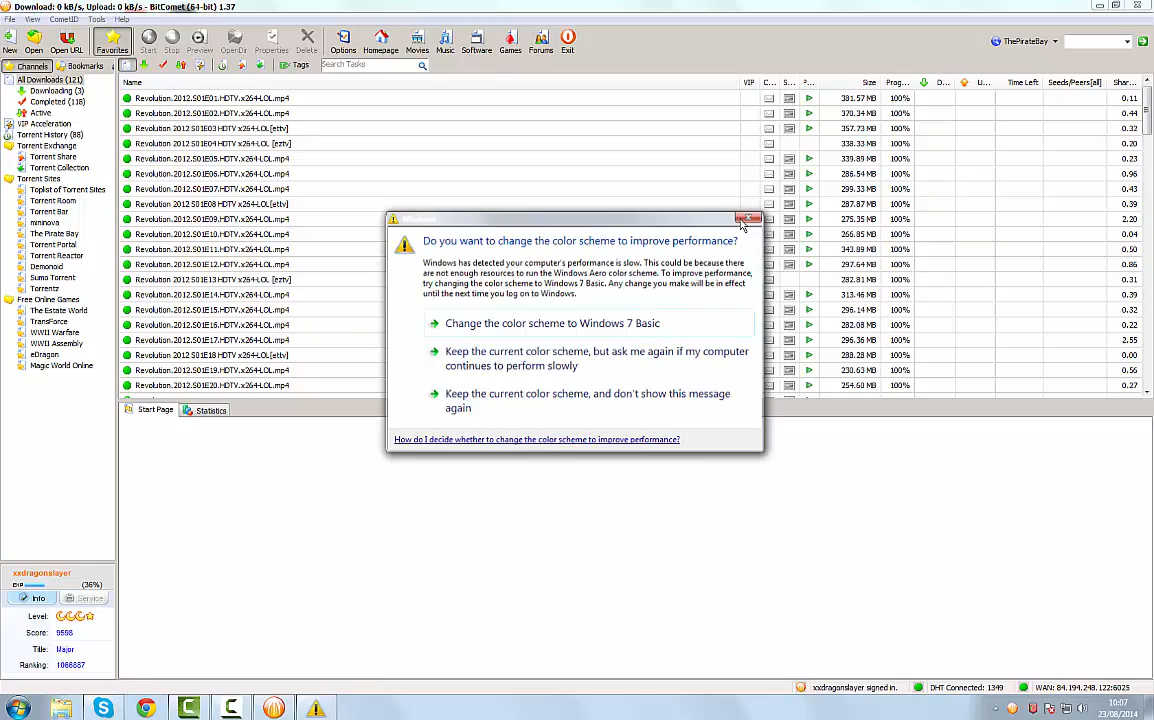 Download: 0 kB/s, Upload: 0 kB/s - BitComet (64-bit) 1.37
File View CometID Tools Help
New Open Open URL Favorites Start Stop Preview OpenDir Properties Delete Options Homepage Movies Music Software Games Forums Exit ThePirateBay
Channels Bookmarks Tags Search Tasks
Name VIP C... S... P... Size Prog... D... U... Time Left Seeds/Peers[all] Shar...
All Downloads (121)
Downloading (3)
Completed (118)
Active
VIP Acceleration
Torrent History (88)
Torrent Exchange
Torrent Share
Torrent Collection
Torrent Sites
Toplist of Torrent Sites
Torrent Room
Torrent Bar
mininova
The Pirate Bay
Torrent Portal
Torrent Reactor
Demonoid
Sumo Torrent
Torrentz
Free Online Games
The Estate World
TransForce
WWII Warfare
WWII Assembly
eDragon
Magic World Online
Revolution.2012.S01E01.HDTV.x264-LOL.mp4 381.57 MB 100% 0.11
Revolution.2012.S01E02.HDTV.x264-LOL.mp4 370.34 MB 100% 0.44
Revolution 2012 S01E03 HDTV x264-LOL[ettv] 357.73 MB 100% 0.32
Revolution 2012 S01E04 HDTV x264-LOL [eztv] 338.33 MB 100% 0.20
Revolution.2012.S01E05.HDTV.x264-LOL.mp4 339.89 MB 100% 0.23
Revolution.2012.S01E06.HDTV.x264-LOL.mp4 286.54 MB 100% 0.96
Revolution.2012.S01E07.HDTV.x264-LOL.mp4 299.33 MB 100% 0.43
Revolution 2012 S01E08 HDTV x264-LOL[ettv] 287.87 MB 100% 0.39
Revolution.2012.S01E09.HDTV.x264-LOL.mp4 275.35 MB 100% 2.20
Revolution.2012.S01E10.HDTV.x264-LOL.mp4 266.85 MB 100% 0.04
Revolution.2012.S01E11.HDTV.x264-LOL.mp4 343.89 MB 100% 0.50
Revolution.2012.S01E12.HDTV.x264-LOL.mp4 297.64 MB 100% 0.86
Revolution 2012 S01E13 HDTV x264-LOL [eztv] 282.81 MB 100% 0.31
Revolution.2012.S01E14.HDTV.x264-LOL.mp4 313.46 MB 100% 0.39
Revolution.2012.S01E15.HDTV.x264-LOL.mp4 296.14 MB 100% 0.32
Revolution.2012.S01E16.HDTV.x264-LOL.mp4 282.08 MB 100% 0.22
Revolution.2012.S01E17.HDTV.x264-LOL.mp4 296.36 MB 100% 2.55
Revolution 2012 S01E18 HDTV x264-LOL[ettv] 288.28 MB 100% 0.00
Revolution.2012.S01E19.HDTV.x264-LOL.mp4 230.63 MB 100% 0.56
Revolution.2012.S01E20.HDTV.x264-LOL.mp4 254.60 MB 100% 0.27
Do you want to change the color scheme to improve performance?
Windows has detected your computer's performance is slow. This could be because there
are not enough resources to run the Windows Aero color scheme. To improve performance,
try changing the color scheme to Windows 7 Basic. Any change you make will be in effect
until the next time you log on to Windows.
Change the color scheme to Windows 7 Basic
Keep the current color scheme, but ask me again if my computer
continues to perform slowly
Keep the current color scheme, and don't show this message
again
How do I decide whether to change the color scheme to improve performance?
Start Page Statistics
xxdragonslayer
EXP (36%)
Info Service
Level:
Score: 9598
Title: Major
Ranking: 1066887
xxdragonslayer signed in. DHT Connected: 1349 WAN: 84.194.248.122:6025
10:07
23/08/2014